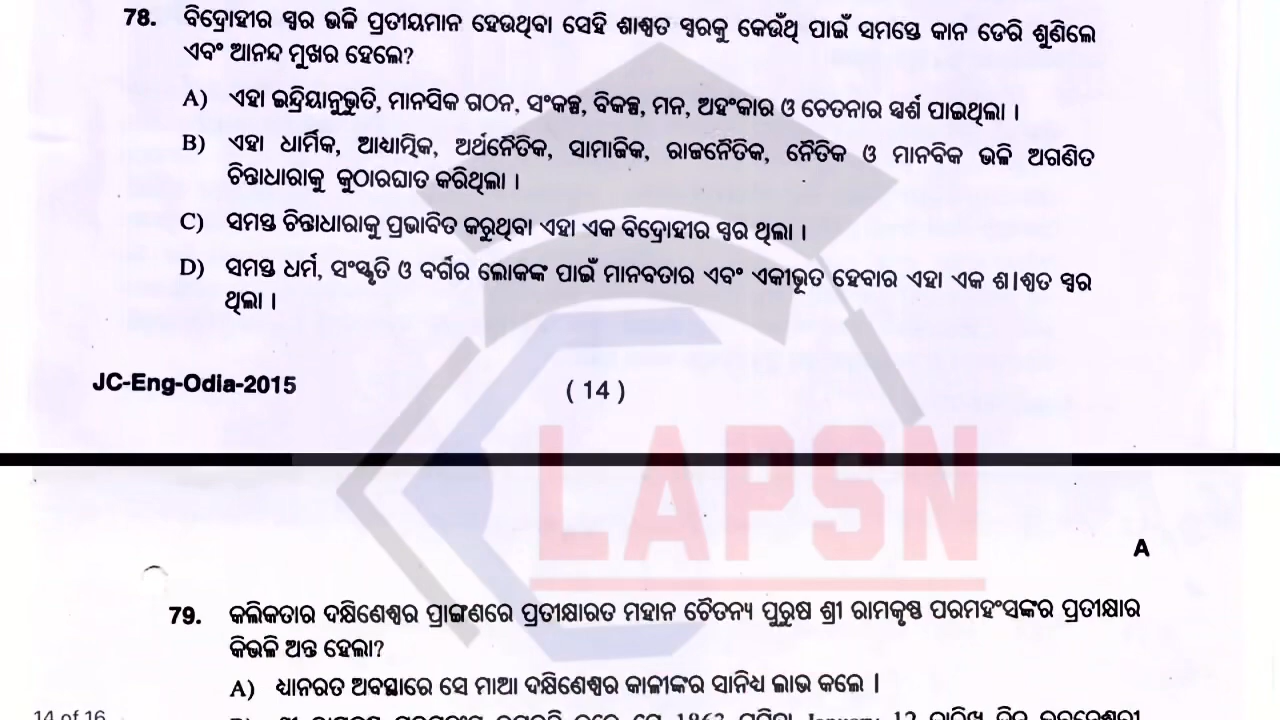 78. ବିଦ୍ରୋହୀର ସ୍ୱର ଭଳି ପ୍ରତୀୟମାନ ହେଉଥିବା ସେହି ଶାଶ୍ୱତ ସ୍ୱରକୁ କେଉଁଥି ପାଇଁ ସମସ୍ତେ କାନ ଡେରି ଶୁଣିଲେ
ଏବଂ ଆନନ୍ଦ ମୁଖର ହେଲେ?
A) ଏହା ଇନ୍ଦ୍ରିୟାନୁଭୂତି, ମାନସିକ ଗଠନ, ସଂକଳ୍ପ, ବିକଳ୍ପ, ମନ, ଅହଂକାର ଓ ଚେତନାର ସ୍ପର୍ଶ ପାଇଥିଲା ।
B) ଏହା ଧାର୍ମିକ, ଆଧ୍ୟାତ୍ମିକ, ଅର୍ଥନୈତିକ, ସାମାଜିକ, ରାଜନୈତିକ, ନୈତିକ ଓ ମାନବିକ ଭଳି ଅଗଣିତ
ଚିନ୍ତାଧାରାକୁ କୁଠାରଘାତ କରିଥିଲା ।
C) ସମସ୍ତ ଚିନ୍ତାଧାରାକୁ ପ୍ରଭାବିତ କରୁଥିବା ଏହା ଏକ ବିଦ୍ରୋହୀର ସ୍ୱର ଥିଲା ।
D) ସମସ୍ତ ଧର୍ମ, ସଂସ୍କୃତି ଓ ବର୍ଗର ଲୋକଙ୍କ ପାଇଁ ମାନବତାର ଏବଂ ଏକୀଭୂତ ହେବାର ଏହା ଏକ ଶାଶ୍ୱତ ସ୍ୱର
ଥିଲା ।
JC-Eng-Odia-2015 ( 14 )
LAPSN
A
79. କଲିକତାର ଦକ୍ଷିଣେଶ୍ୱର ପ୍ରାଙ୍ଗଣରେ ପ୍ରତୀକ୍ଷାରତ ମହାନ ଚୈତନ୍ୟ ପୁରୁଷ ଶ୍ରୀ ରାମକୃଷ୍ଣ ପରମହଂସଙ୍କର ପ୍ରତୀକ୍ଷାର
କିଭଳି ଅନ୍ତ ହେଲା?
A) ଧ୍ୟାନରତ ଅବସ୍ଥାରେ ସେ ମାଆ ଦକ୍ଷିଣେଶ୍ୱର କାଳୀଙ୍କର ସାନିଧ୍ୟ ଲାଭ କଲେ ।
14 of 16